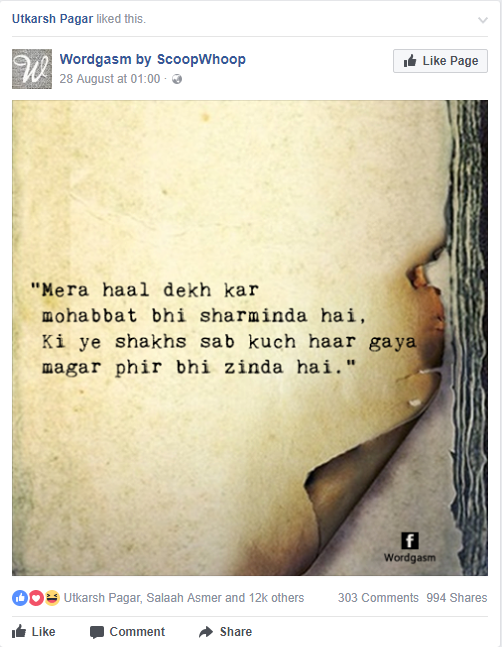 Utkarsh Pagar liked this.
Wordgasm by ScoopWhoop
28 August at 01:00 ·
Like Page
"Mera haal dekh kar
mohabbat bhi sharminda hai,
Ki ye shakhs sab kuch haar gaya
magar phir bhi zinda hai."
f
Wordgasm
Utkarsh Pagar, Salaah Asmer and 12k others
303 Comments 994 Shares
Like Comment Share